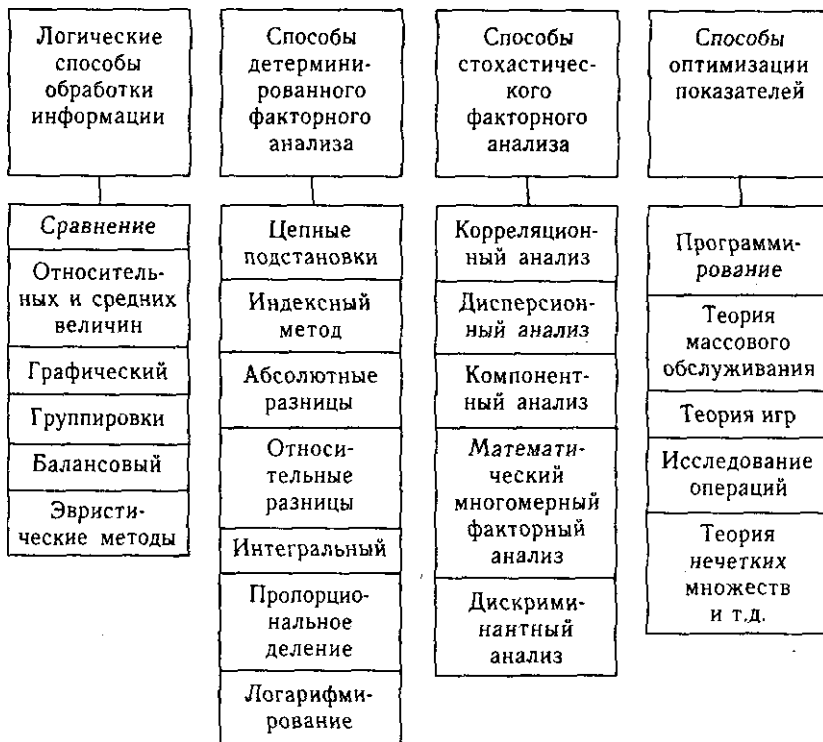 Логические
способы
обработки
информации
Сравнение
Относитель-
ных и средних
величин
Графический
Группировки
Балансовый
Эвристи-
ческие методы
Способы
детермини-
рованного
факторного
анализа
Цепные
подстановки
Индексный
метод
Абсолютные
разницы
Относи-
тельные
разницы
Интегральный
Пропорцио-
нальное
деление
Логарифми-
рование
Способы
стохастичес-
кого
факторного
анализа
Корреляцион-
ный анализ
Дисперсион-
ный анализ
Компонент-
ный анализ
Математи-
ческий
многомерный
факторный
анализ
Дискрими-
нантный
анализ
Способы
оптимизации
показателей
Программи-
рование
Теория
массового
обслуживания
Теория игр
Исследование
операций
Теория
нечетких
множеств
и т.д.